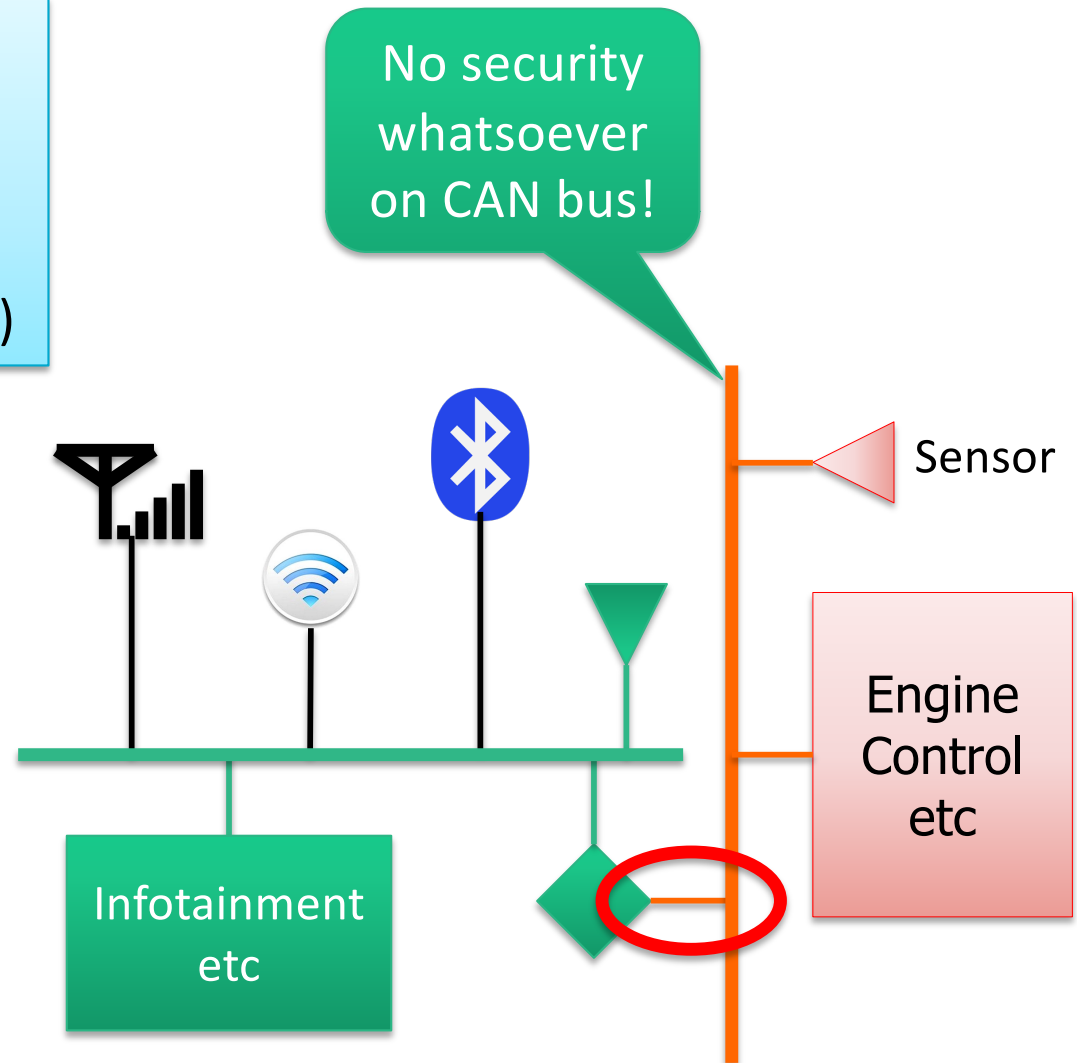 No security
whatsoever
on CAN bus!
)
Sensor
Engine
Control
etc
Infotainment
etc